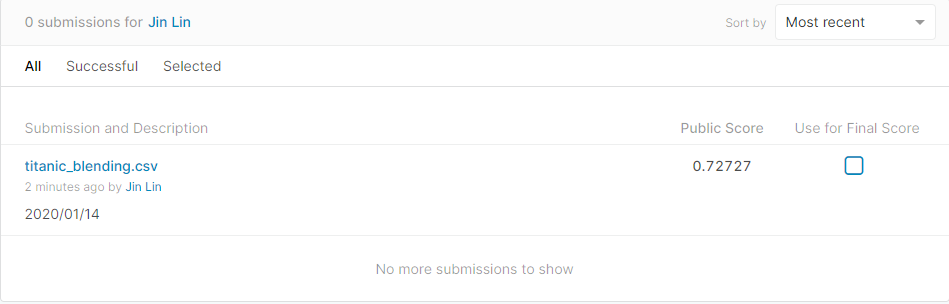 0 submissions for Jin Lin
Sort by Most recent
All Successful Selected
Submission and Description Public Score Use for Final Score
titanic_blending.csv 0.72727
2 minutes ago by Jin Lin
2020/01/14
No more submissions to show